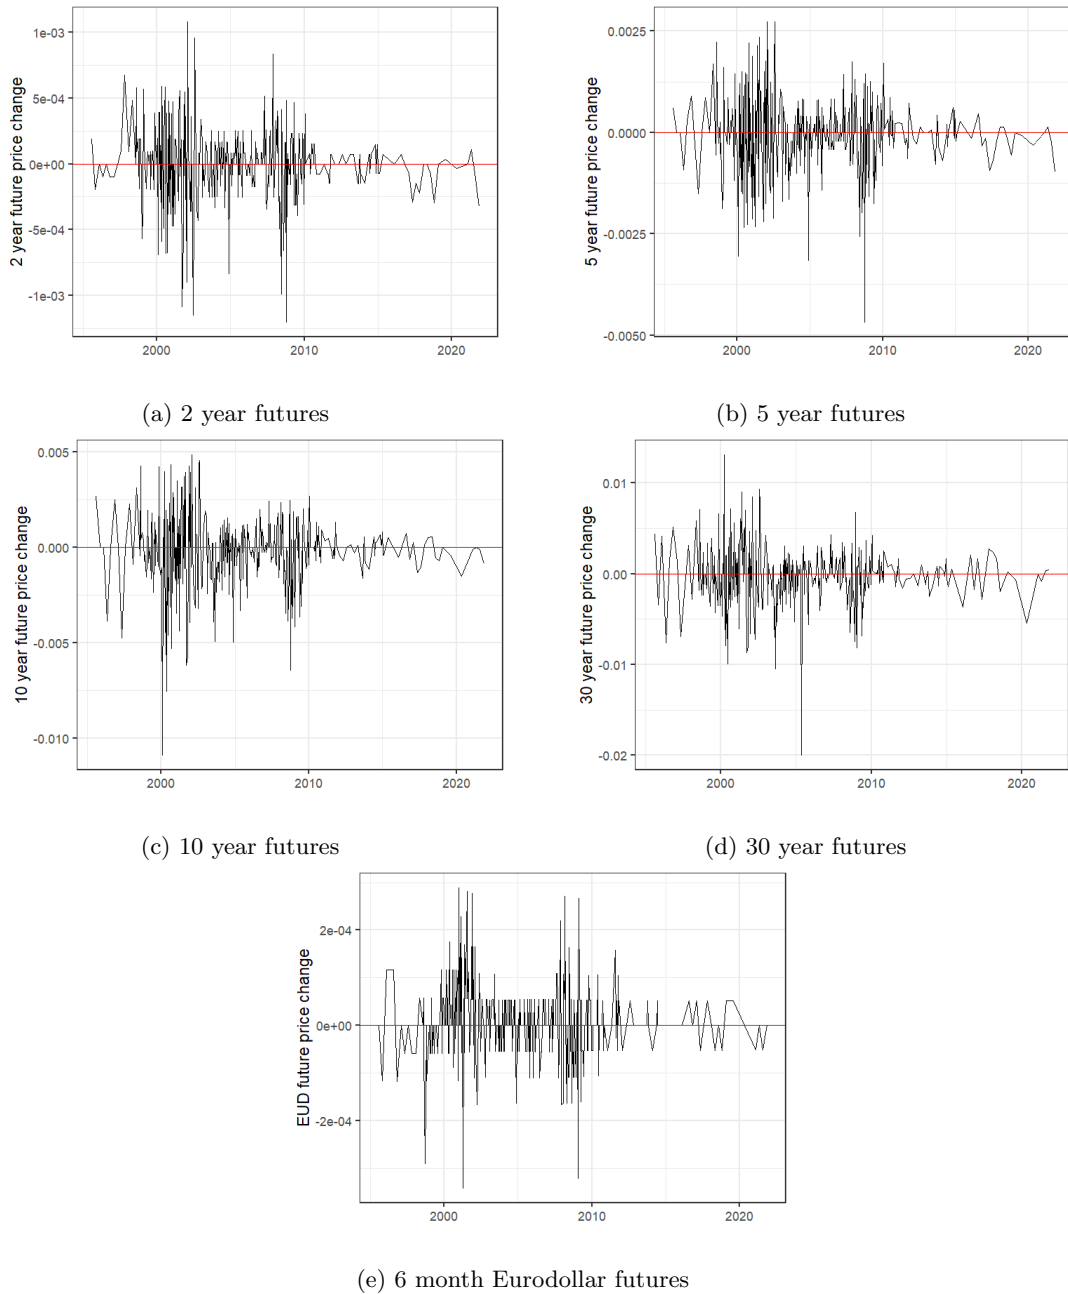 2 year future price change
1e-03
5e-04
0e+00
-5e-04
-1e-03
2000 2010 2020
(a) 2 year futures
5 year future price change
0.0025
0.0000
-0.0025
-0.0050
2000 2010 2020
(b) 5 year futures
10 year future price change
0.005
0.000
-0.005
-0.010
2000 2010 2020
(c) 10 year futures
30 year future price change
0.01
0.00
-0.01
-0.02
2000 2010 2020
(d) 30 year futures
EUD future price change
2e-04
0e+00
-2e-04
2000 2010 2020
(e) 6 month Eurodollar futures